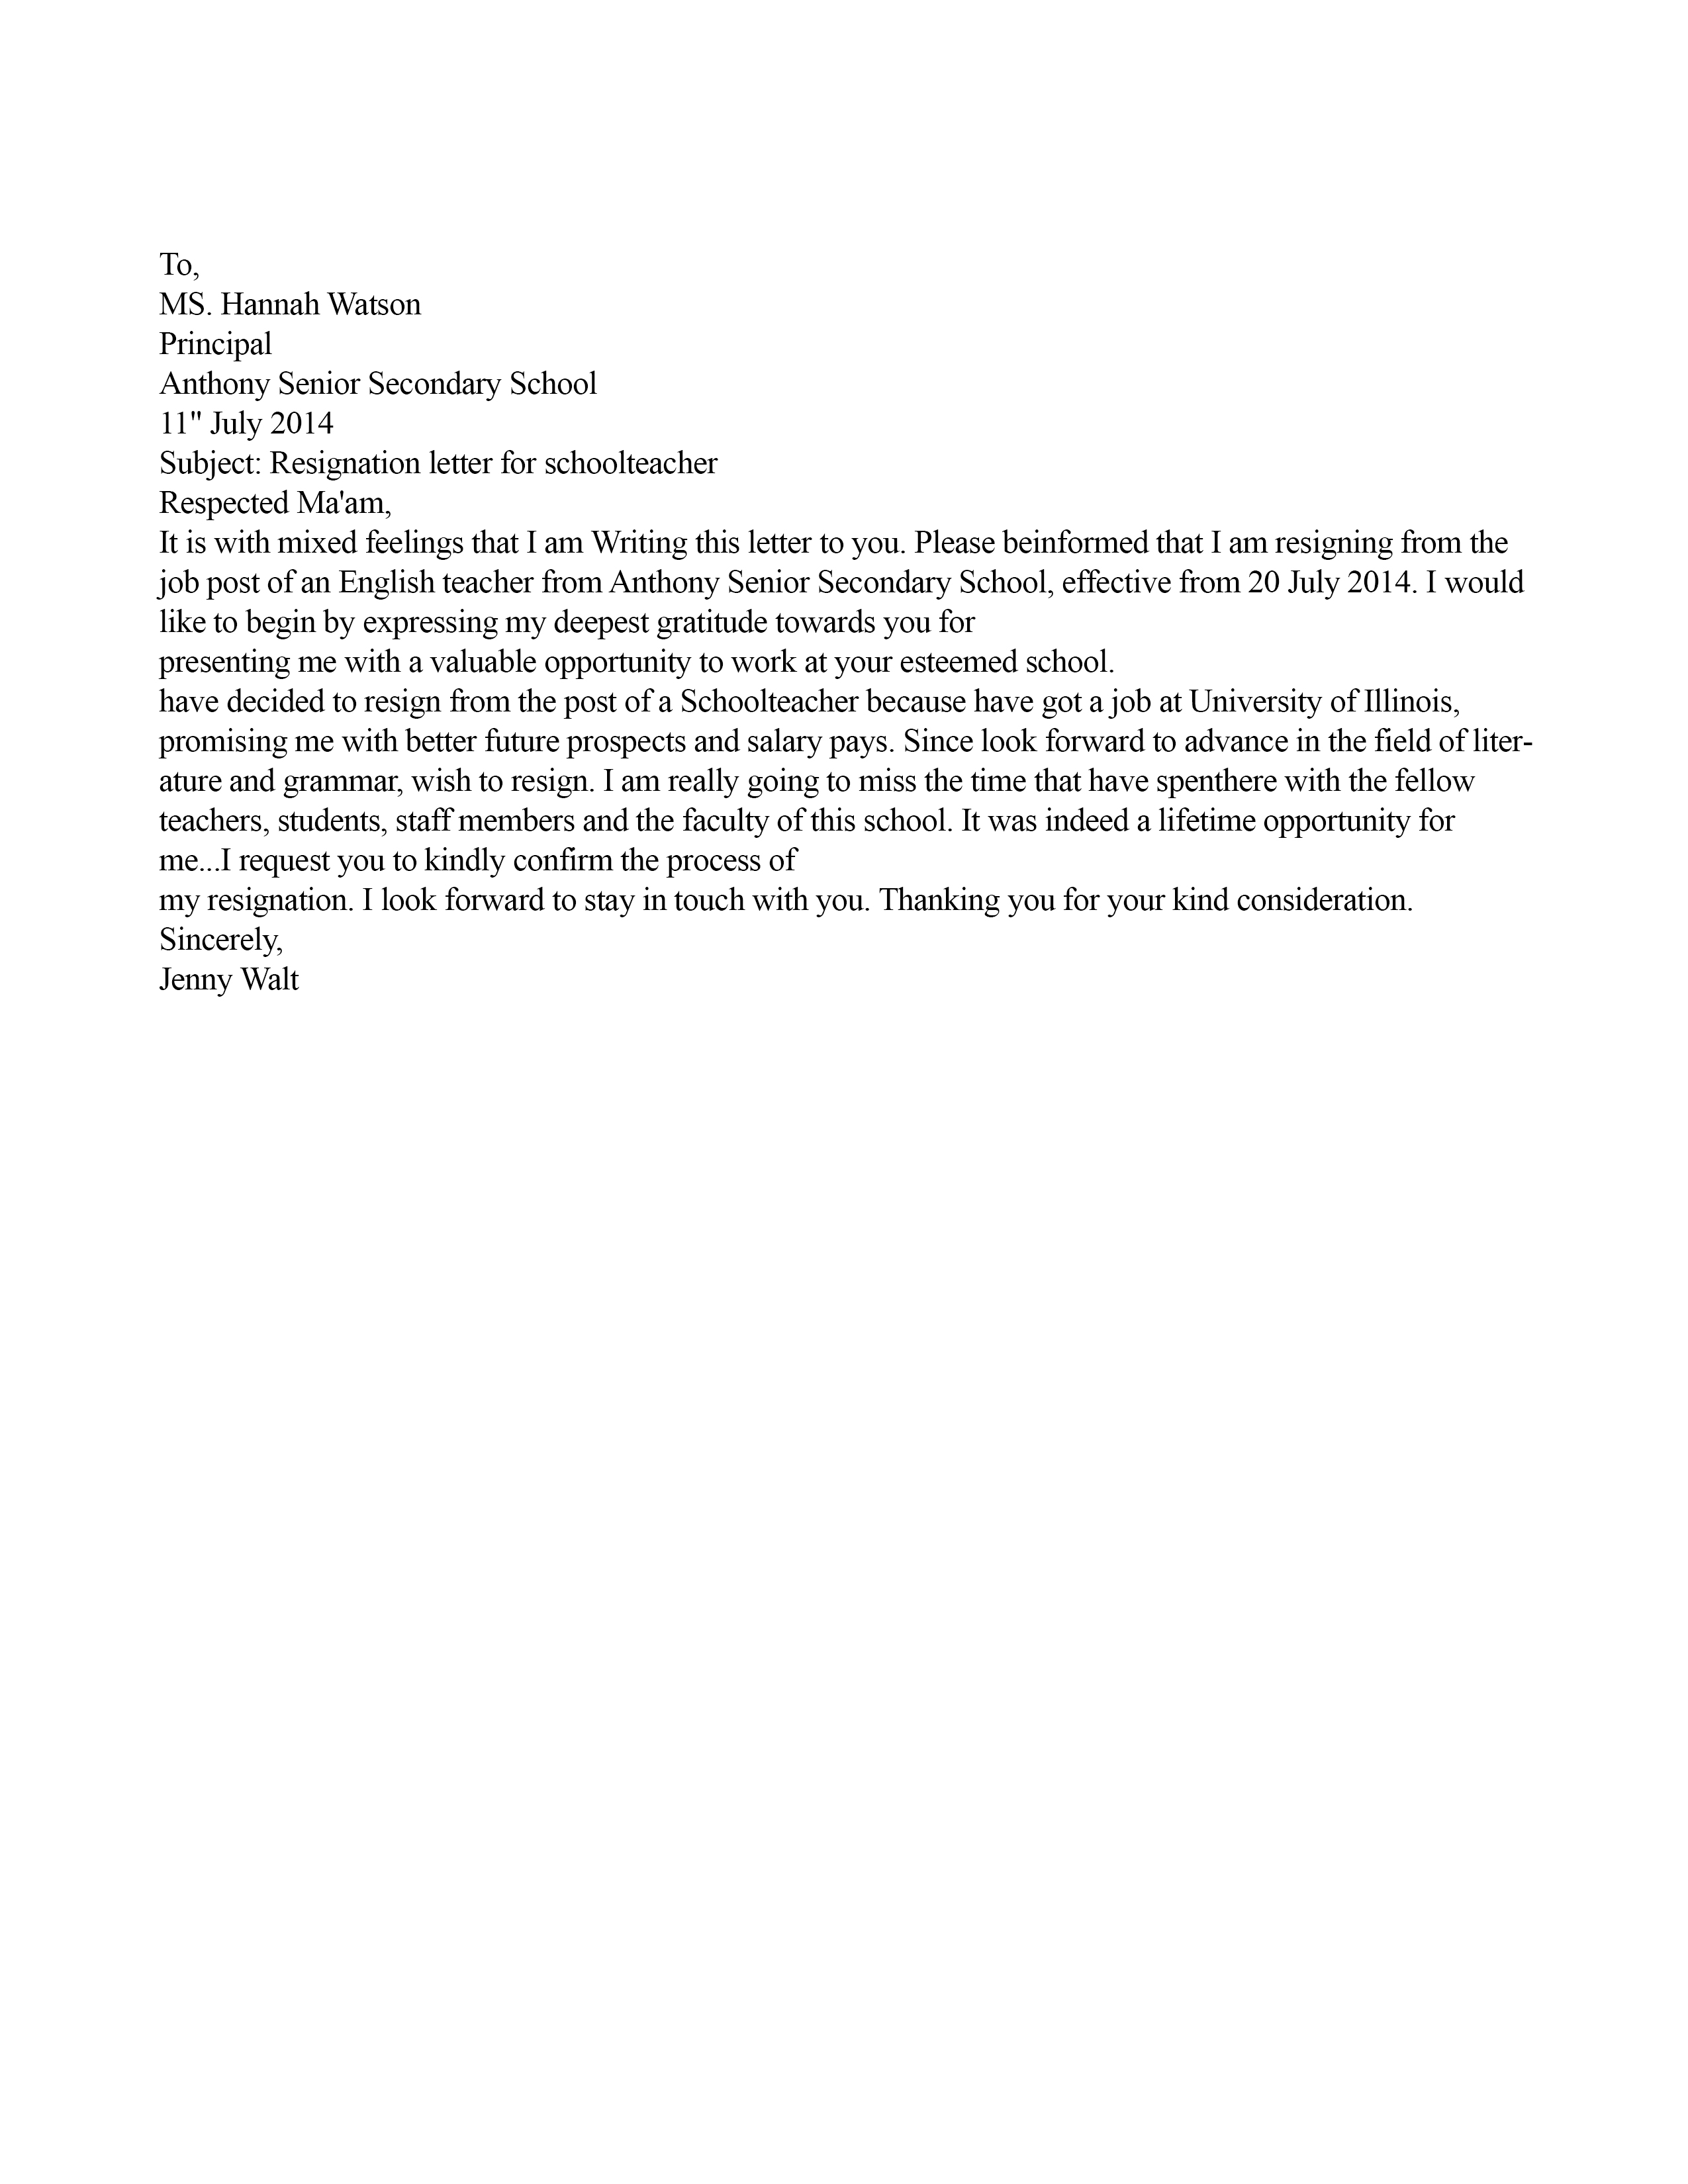 To,
MS. Hannah Watson
Principal
Anthony Senior Secondary School
11" July 2014
Subject: Resignation letter for schoolteacher
Respected Ma'am,
It is with mixed feelings that I am Writing this letter to you. Please beinformed that I am resigning from the
job post of an English teacher from Anthony Senior Secondary School, effective from 20 July 2014. I would
like to begin by expressing my deepest gratitude towards you for
presenting me with a valuable opportunity to work at your esteemed school.
have decided to resign from the post of a Schoolteacher because have got a job at University of Illinois,
promising me with better future prospects and salary pays. Since look forward to advance in the field of liter-
ature and grammar, wish to resign. I am really going to miss the time that have spenthere with the fellow
teachers, students, staff members and the faculty of this school. It was indeed a lifetime opportunity for
me...I request you to kindly confirm the process of
my resignation. I look forward to stay in touch with you. Thanking you for your kind consideration.
Sincerely,
Jenny Walt